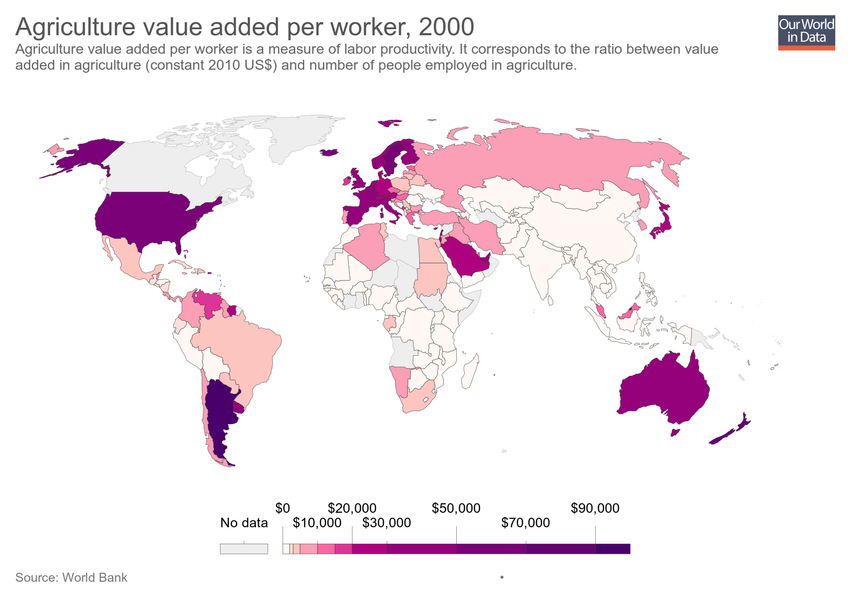 Agriculture value added per worker, 2000
Our World
in Data
Agriculture value added per worker is a measure of labor productivity. It corresponds to the ratio between value
added in agriculture (constant 2010 US$) and number of people employed in agriculture.
$0 $20,000 $50,000 $90,000
No data $10,000 $30,000 $70,000
Source: World Bank